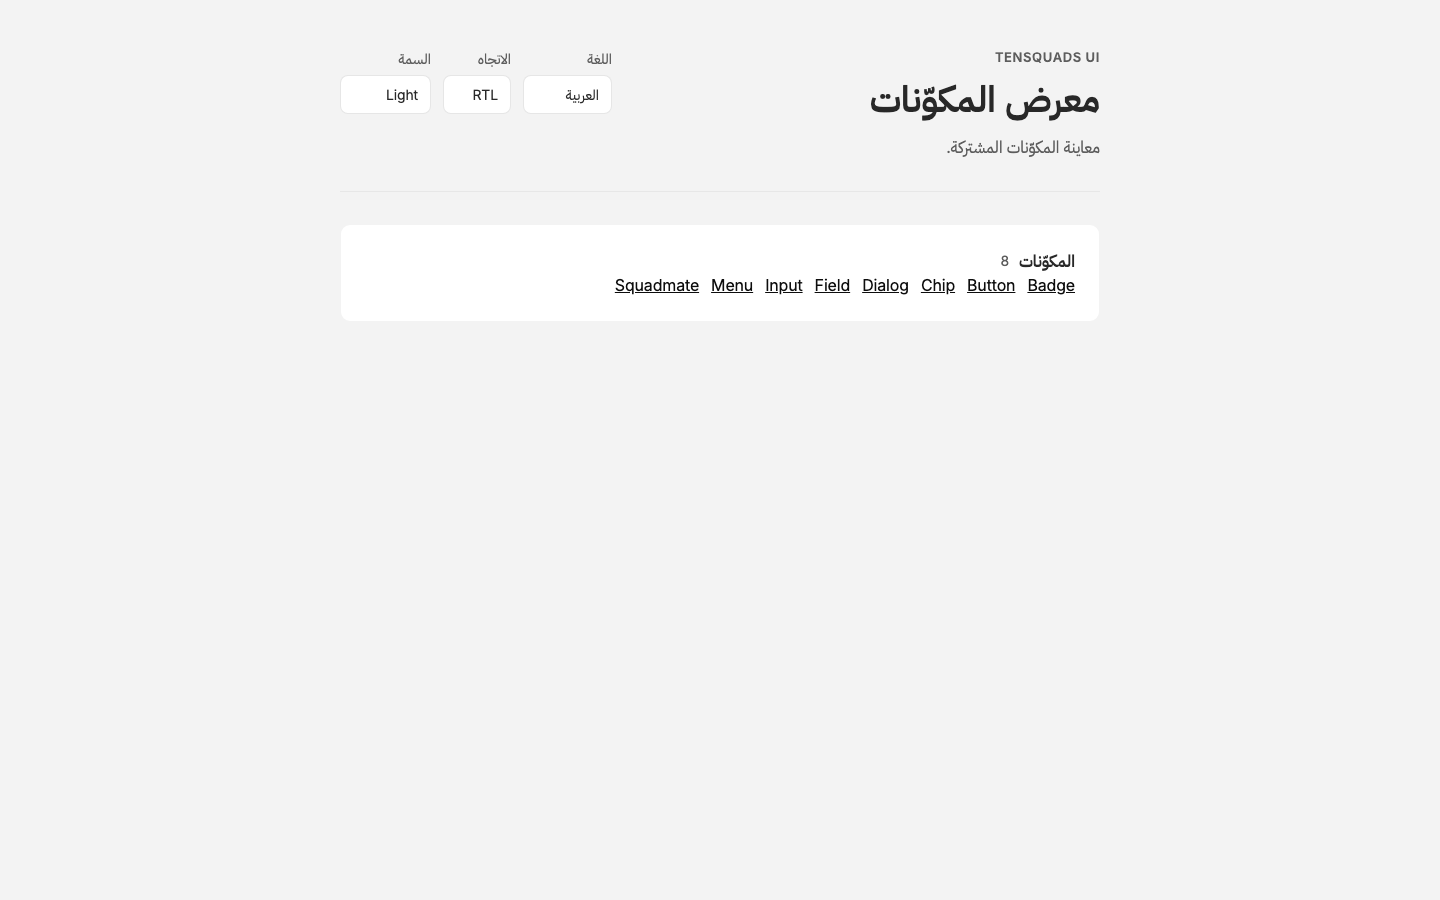 TENSQUADS UI
معرض المكوّنات
معاينة المكوّنات المشتركة.
اللغة
العربية
الاتجاه
RTL
السمة
Light
المكوّنات 8
Badge Button Chip Dialog Field Input Menu Squadmate